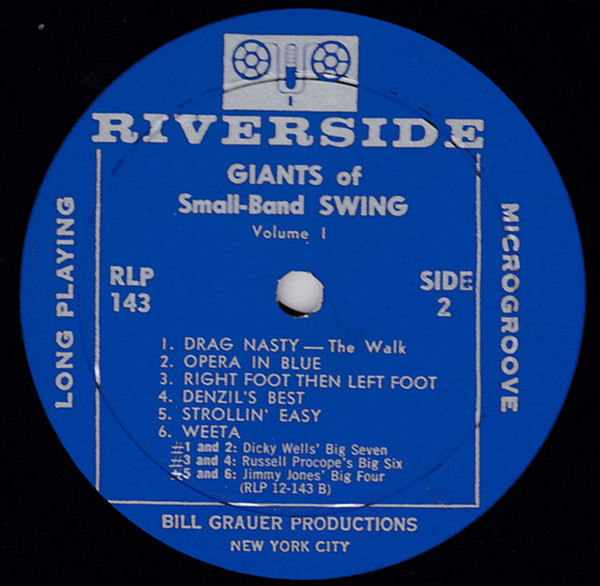 RIVERSIDE
GIANTS of
Small-Band SWING
Volume I
LONG PLAYING
RLP
143
SIDE
2
MICROGROOVE
1. DRAG NASTY — The Walk
2. OPERA IN BLUE
3. RIGHT FOOT THEN LEFT FOOT
4. DENZIL'S BEST
5. STROLLIN' EASY
6. WEETA
#1 and 2: Dicky Wells' Big Seven
#3 and 4: Russell Procope's Big Six
#5 and 6: Jimmy Jones' Big Four
(RLP 12-143 B)
BILL GRAUER PRODUCTIONS
NEW YORK CITY